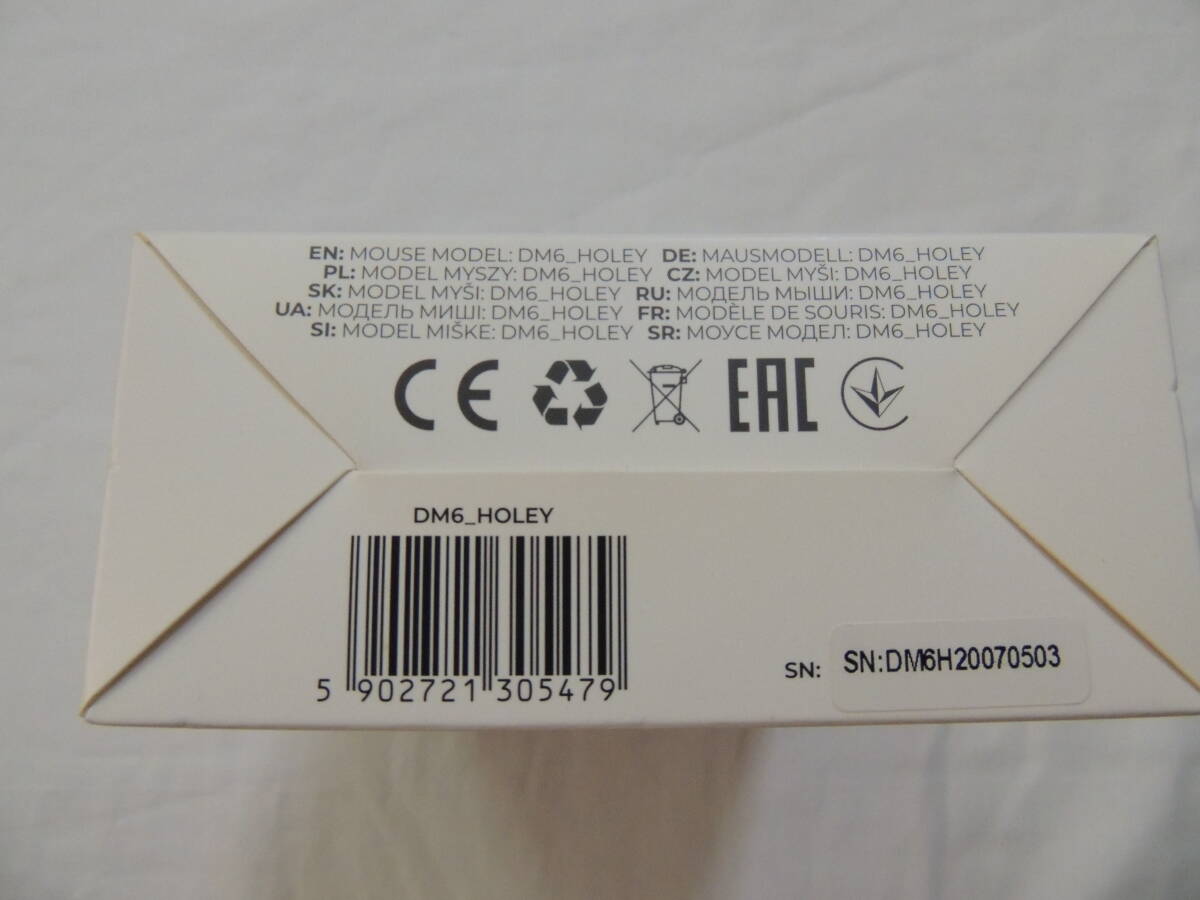 EN: MOUSE MODEL: DM6_HOLEY DE: MAUSMODELL: DM6_HOLEY
PL: MODEL MYSZY: DM6_HOLEY CZ: MODEL MYŠI: DM6_HOLEY
SK: MODEL MYŠI: DM6_HOLEY RU: МОДЕЛЬ МЫШИ: DM6_HOLEY
UA: МОДЕЛЬ МИШІ: DM6_HOLEY FR: MODÈLE DE SOURIS: DM6_HOLEY
SI: MODEL MIŠKE: DM6_HOLEY SR: МОУСЕ МОДЕЛ: DM6_HOLEY
CE EAC
DM6_HOLEY
5 902721 305479
SN: SN:DM6H20070503